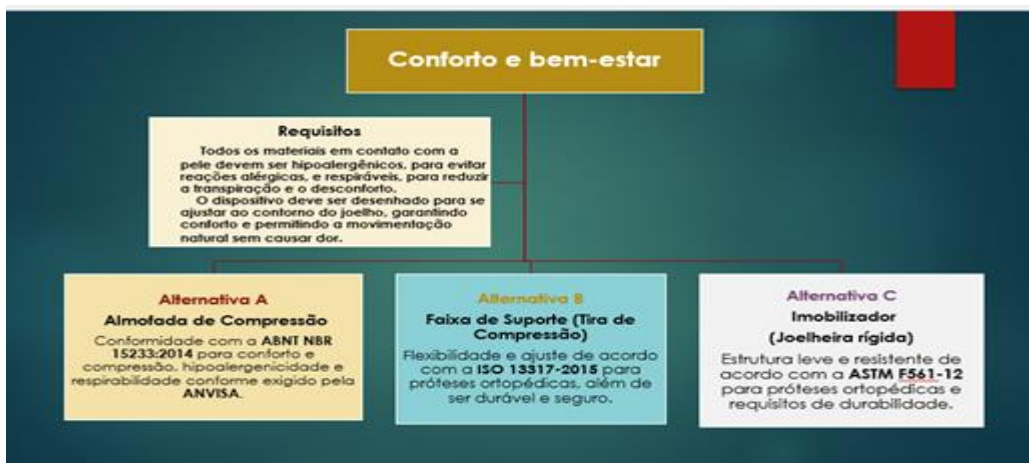 Conforto e bem-estar
Requisitos
Todos os materiais em contato com a
pele devem ser hipoalergênicos, para evitar
reações alérgicas, e respiráveis, para reduzir
a transpiração e o desconforto.
O dispositivo deve ser desenhado para se
ajustar ao contorno do joelho, garantindo
conforto e permitindo a movimentação
natural sem causar dor.
Alternativa A
Almofada de Compressão
Conformidade com a ABNT NBR
15233:2014 para conforto e
compressão, hipoalergenicidade e
respirabilidade conforme exigido pela
ANVISA.
Alternativa B
Faixa de Suporte (Tira de
Compressão)
Flexibilidade e ajuste de acordo
com a ISO 13317-2015 para
próteses ortopédicas, além de
ser durável e seguro.
Alternativa C
Imobilizador
(Joelheira rígida)
Estrutura leve e resistente de
acordo com a ASTM F561-12
para próteses ortopédicas e
requisitos de durabilidade.